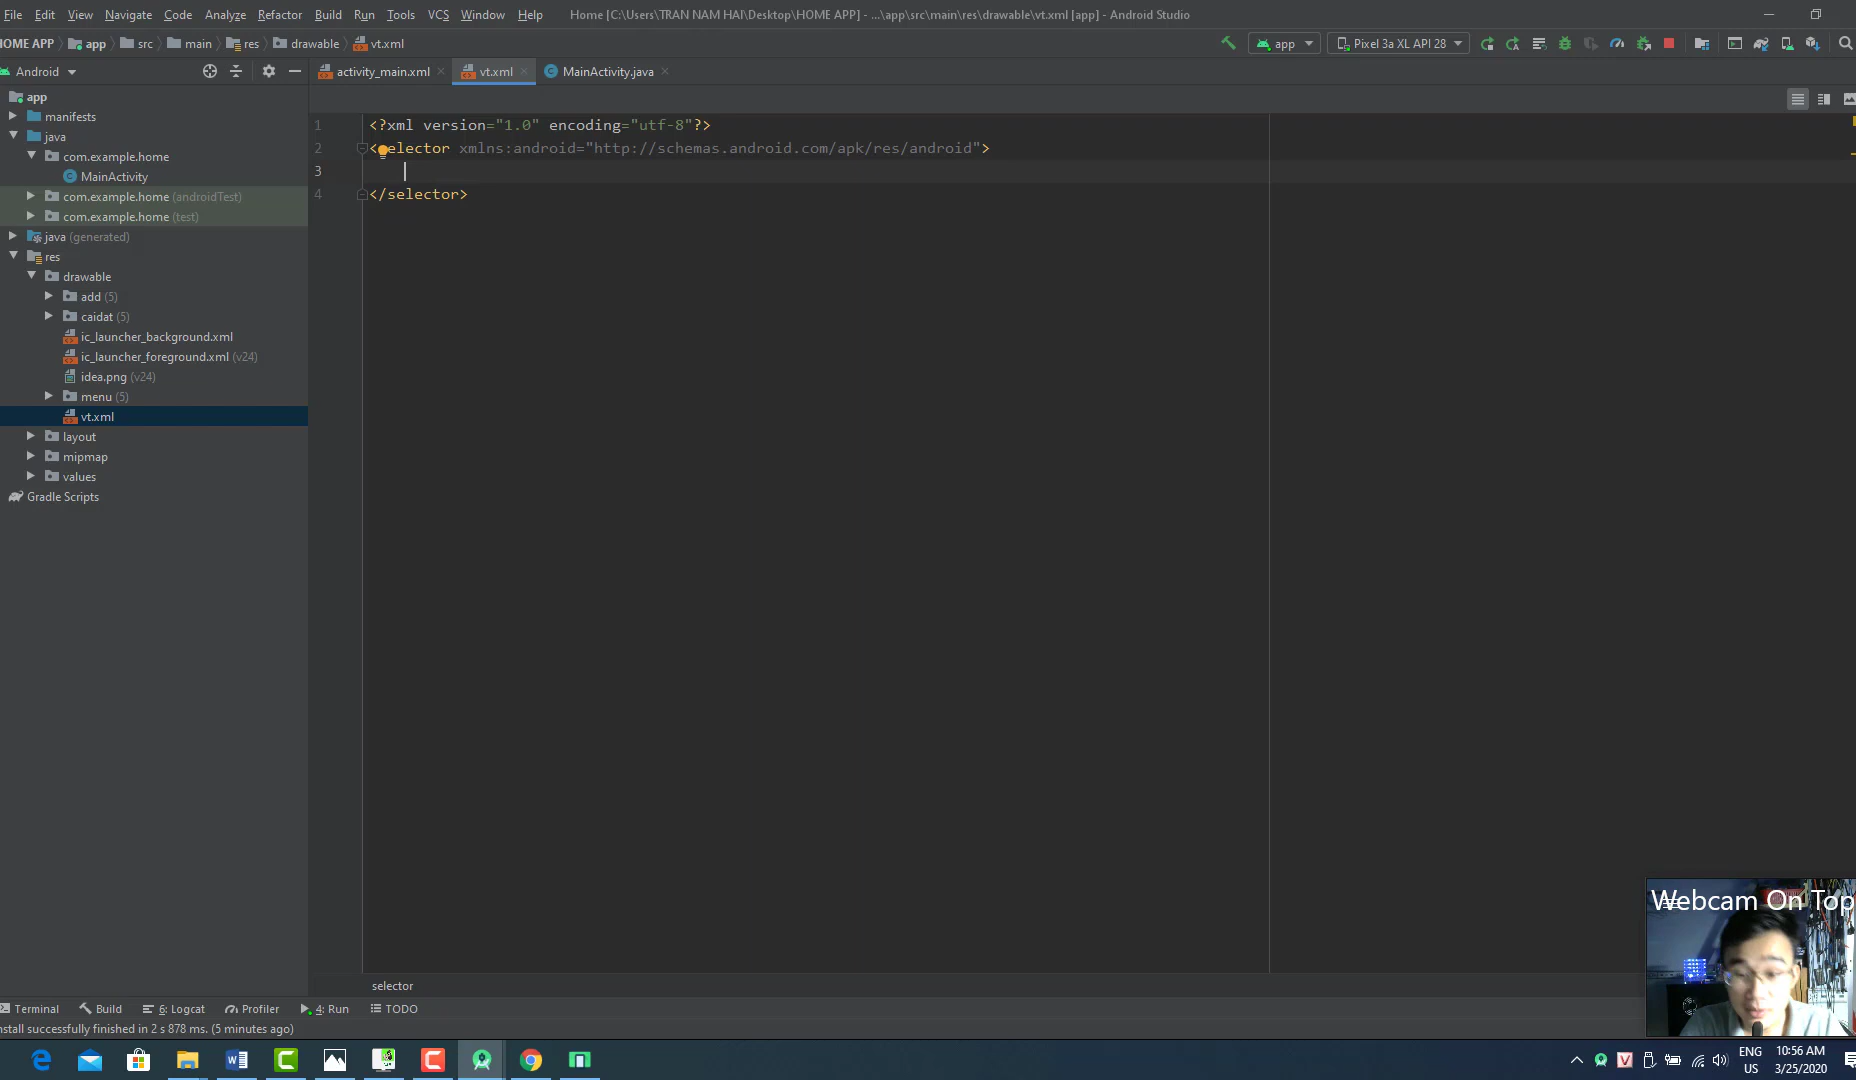 File Edit View Navigate Code Analyze Refactor Build Run Tools VCS Window Help Home [C:\Users\TRAN NAM HAI\Desktop\HOME APP] - ...\app\src\main\res\drawable\vt.xml [app] - Android Studio
HOME APP app src main res drawable vt.xml app Pixel 3a XL API 28
Android activity_main.xml vt.xml MainActivity.java
app
manifests
java
com.example.home
MainActivity
com.example.home (androidTest)
com.example.home (test)
java (generated)
res
drawable
add (5)
caidat (5)
ic_launcher_background.xml
ic_launcher_foreground.xml (v24)
idea.png (v24)
menu (5)
vt.xml
layout
mipmap
values
Gradle Scripts
1 <?xml version="1.0" encoding="utf-8"?>
2 <selector xmlns:android="http://schemas.android.com/apk/res/android">
3
4 </selector>
Webcam On Top
selector
Terminal Build 6: Logcat Profiler 4: Run TODO
nstall successfully finished in 2 s 878 ms. (5 minutes ago)
ENG 10:56 AM
US 3/25/2020